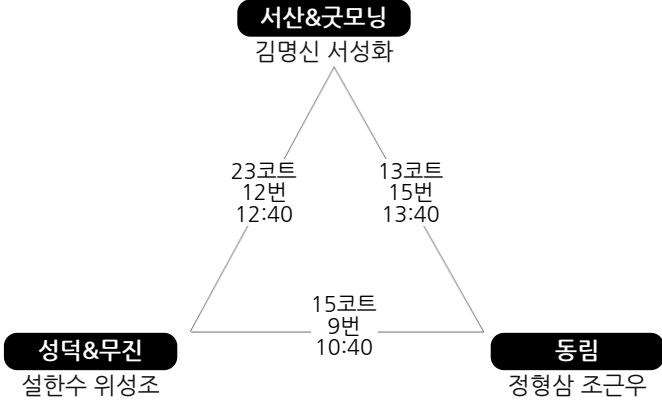 서산&굿모닝
김명신 서성화
23코트
12번
12:40
13코트
15번
13:40
15코트
9번
10:40
성덕&무진
설한수 위성조
동림
정형삼 조근우